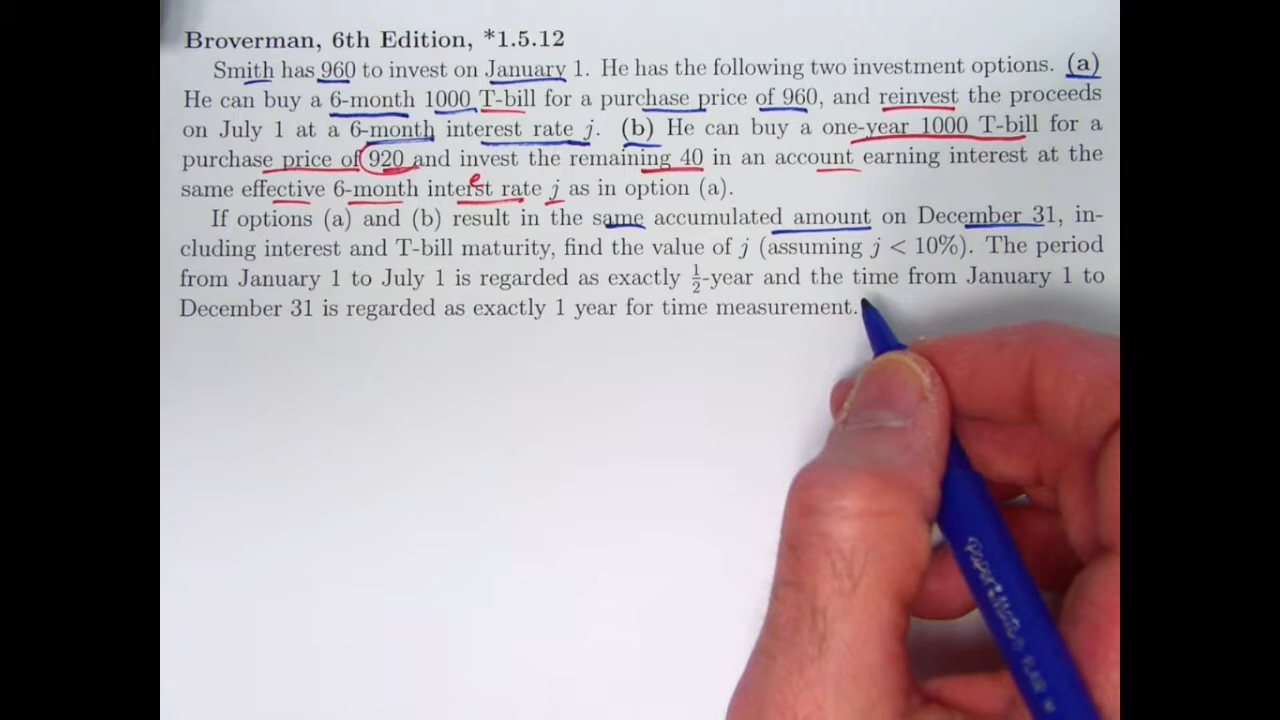 Broverman, 6th Edition, *1.5.12
Smith has 960 to invest on January 1. He has the following two investment options. (a)
He can buy a 6-month 1000 T-bill for a purchase price of 960, and reinvest the proceeds
on July 1 at a 6-month interest rate j. (b) He can buy a one-year 1000 T-bill for a
purchase price of 920 and invest the remaining 40 in an account earning interest at the
same effective 6-month interest rate j as in option (a).
If options (a) and (b) result in the same accumulated amount on December 31, in-
cluding interest and T-bill maturity, find the value of j (assuming j < 10%). The period
from January 1 to July 1 is regarded as exactly 1/2-year and the time from January 1 to
December 31 is regarded as exactly 1 year for time measurement.
Paper Mate FLAIR M